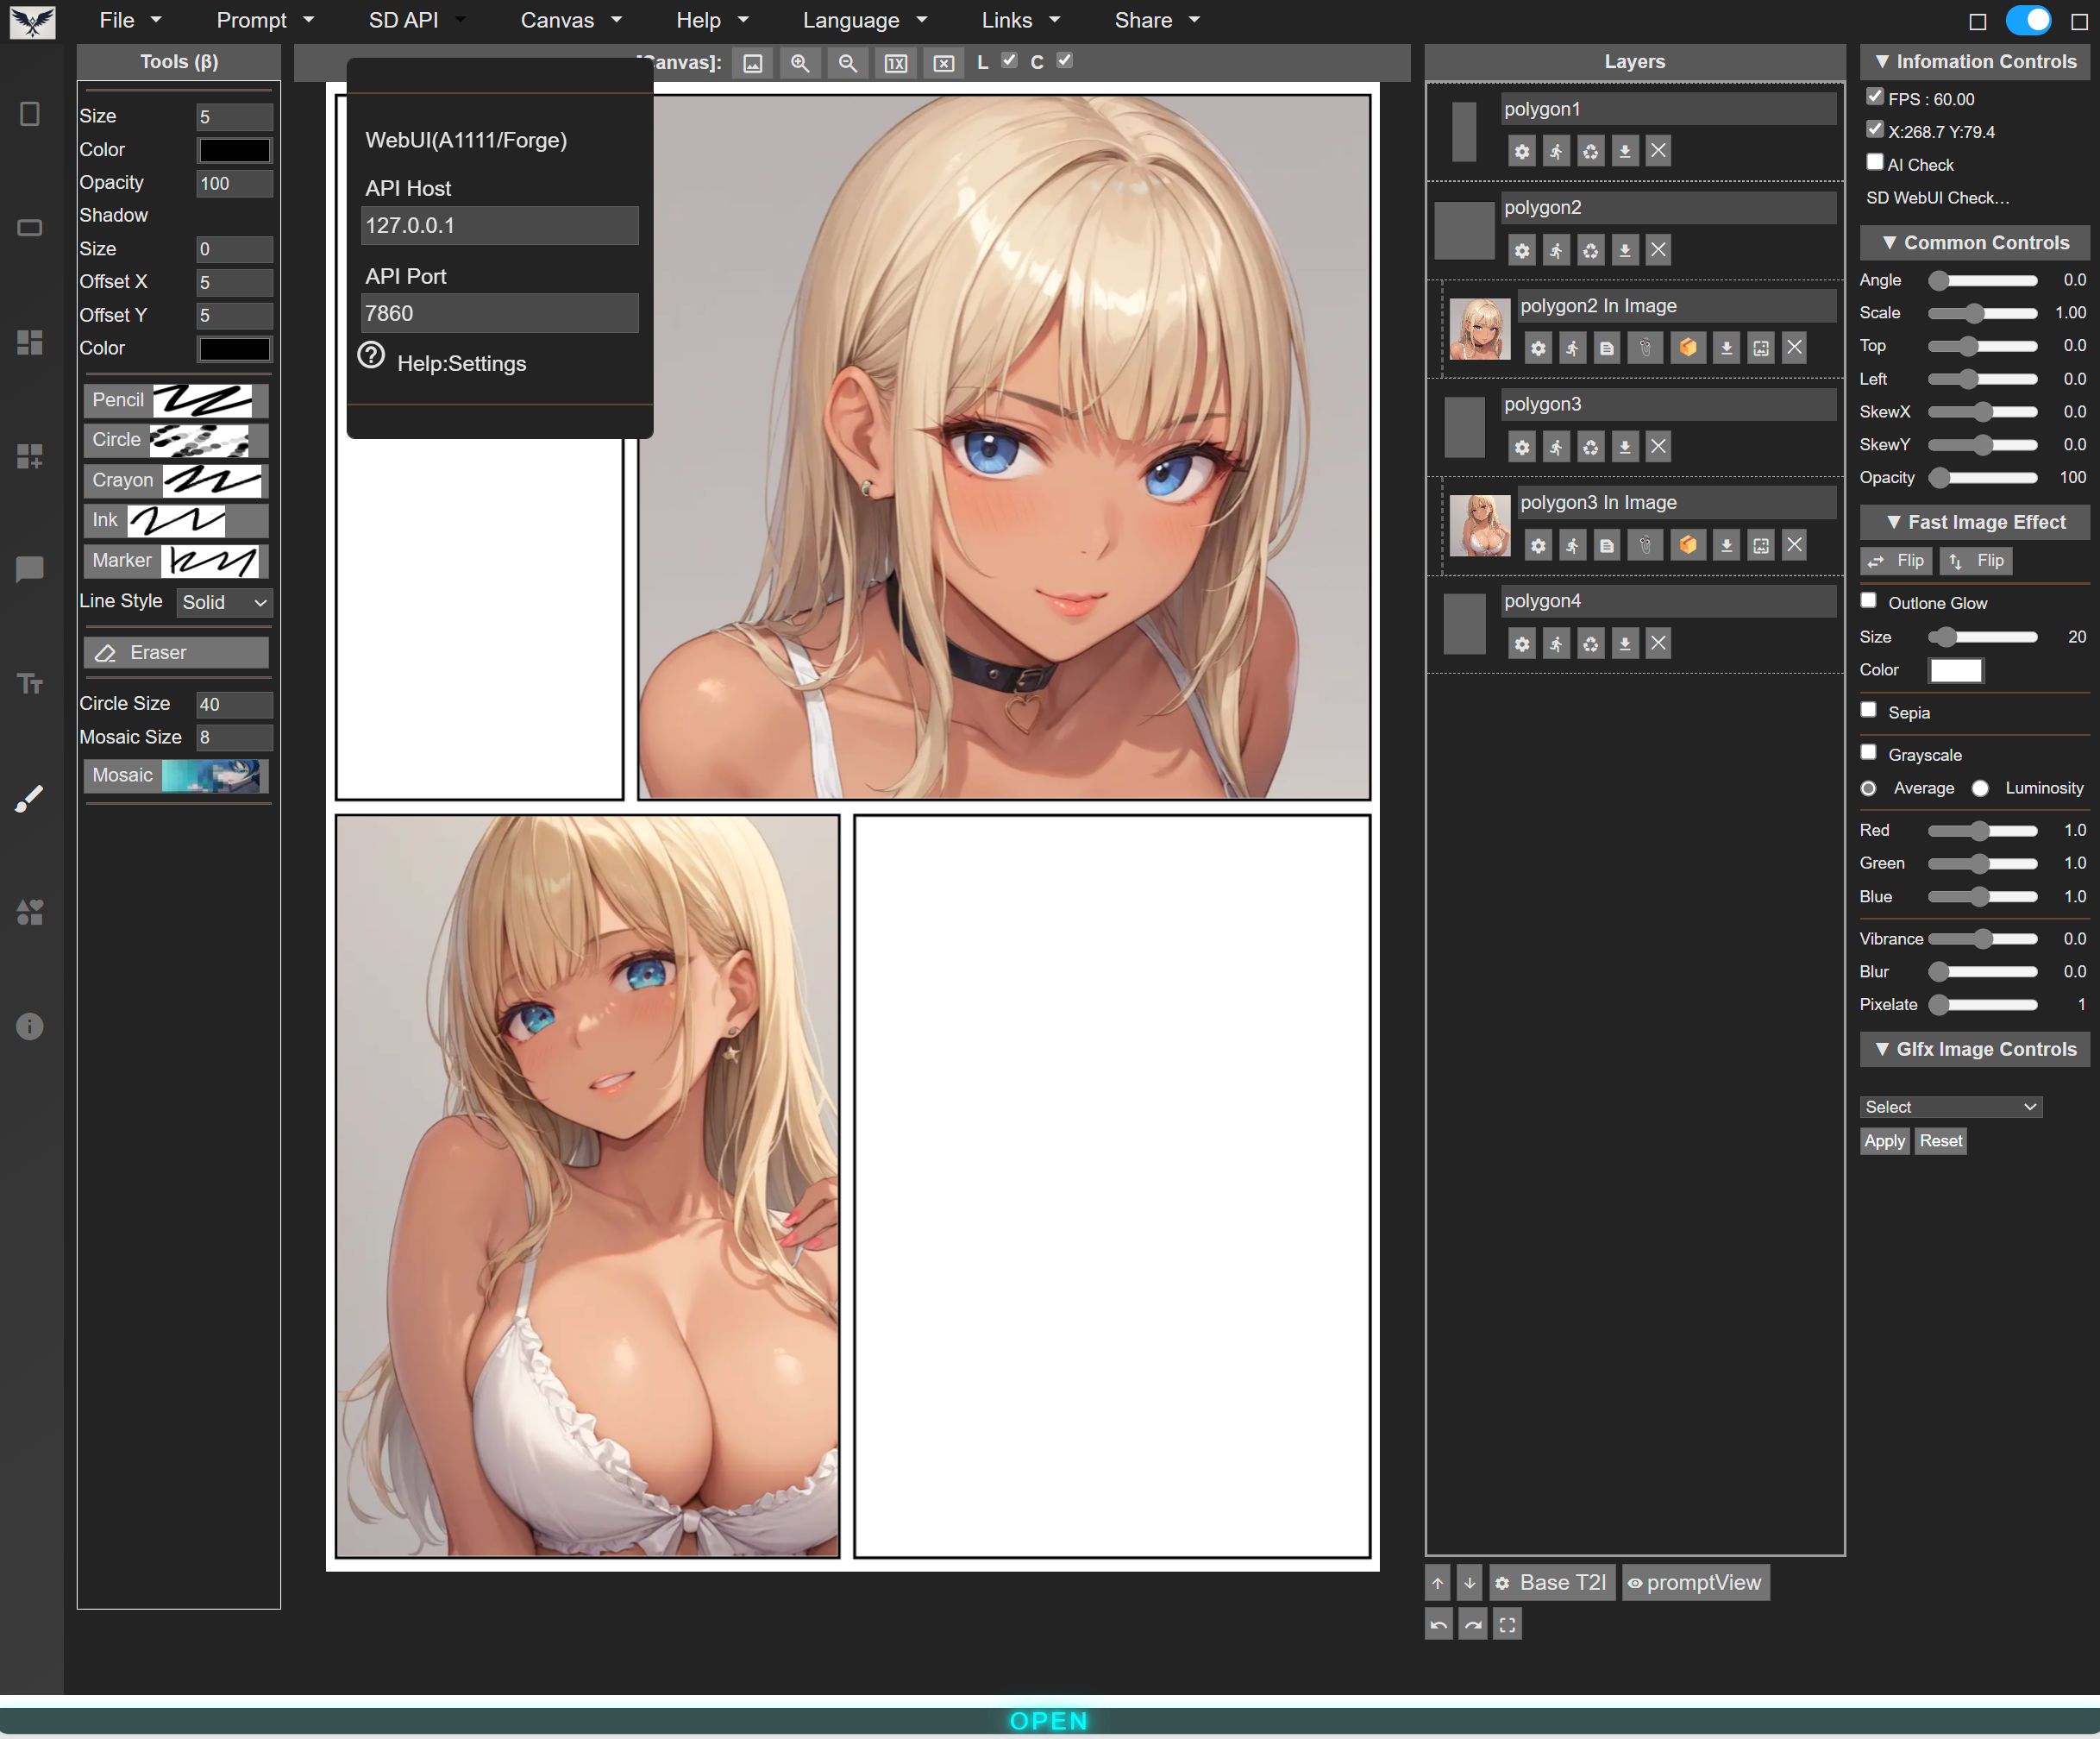 File
Prompt
SD API
Canvas
Help
Language
Links
Share
Tools (β)
Size 5
Color
Opacity 100
Shadow
Size 0
Offset X 5
Offset Y 5
Color
Pencil
Circle
Crayon
Ink
Marker
Line Style Solid
Eraser
Circle Size 40
Mosaic Size 8
Mosaic
anvas]: 1X L C
WebUI(A1111/Forge)
API Host
127.0.0.1
API Port
7860
Help:Settings
Layers
polygon1
polygon2
polygon2 In Image
polygon3
polygon3 In Image
polygon4
Base T2I promptView
▼ Infomation Controls
FPS : 60.00
X:268.7 Y:79.4
AI Check
SD WebUI Check...
▼ Common Controls
Angle 0.0
Scale 1.00
Top 0.0
Left 0.0
SkewX 0.0
SkewY 0.0
Opacity 100
▼ Fast Image Effect
Flip Flip
Outlone Glow
Size 20
Color
Sepia
Grayscale
Average Luminosity
Red 1.0
Green 1.0
Blue 1.0
Vibrance 0.0
Blur 0.0
Pixelate 1
▼ Glfx Image Controls
Select
Apply Reset
OPEN